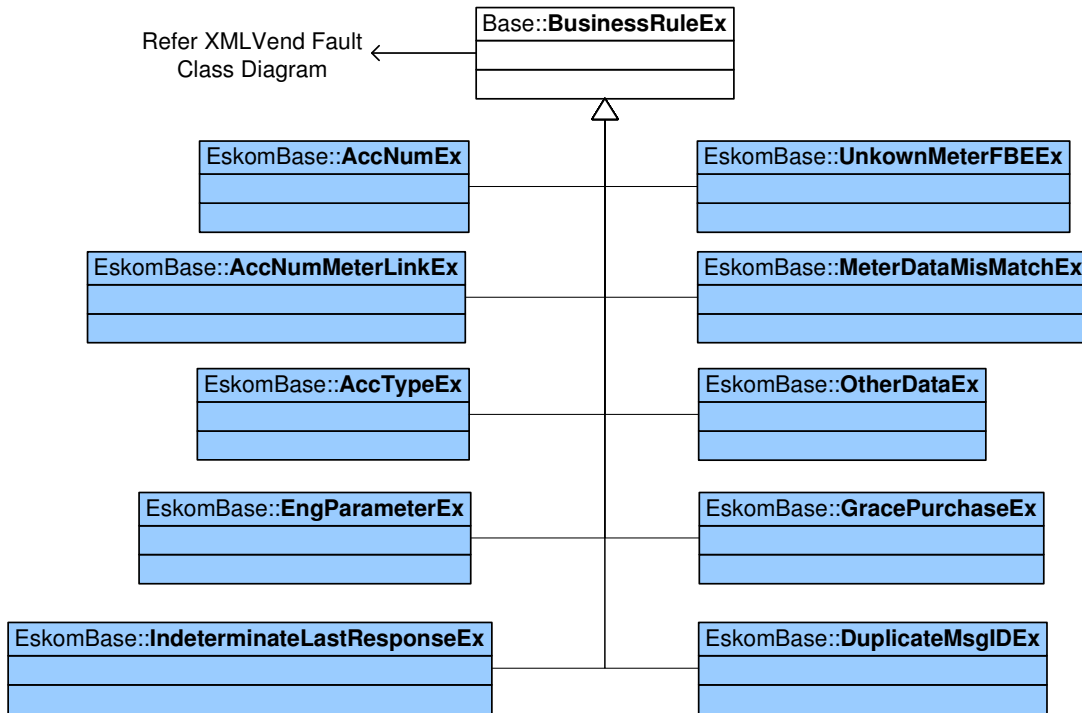 Base::BusinessRuleEx
Refer XMLVend Fault
Class Diagram
EskomBase::AccNumEx
EskomBase::UnkownMeterFBEEx
EskomBase::AccNumMeterLinkEx
EskomBase::MeterDataMisMatchEx
EskomBase::AccTypeEx
EskomBase::OtherDataEx
EskomBase::EngParameterEx
EskomBase::GracePurchaseEx
EskomBase::IndeterminateLastResponseEx
EskomBase::DuplicateMsgIDEx